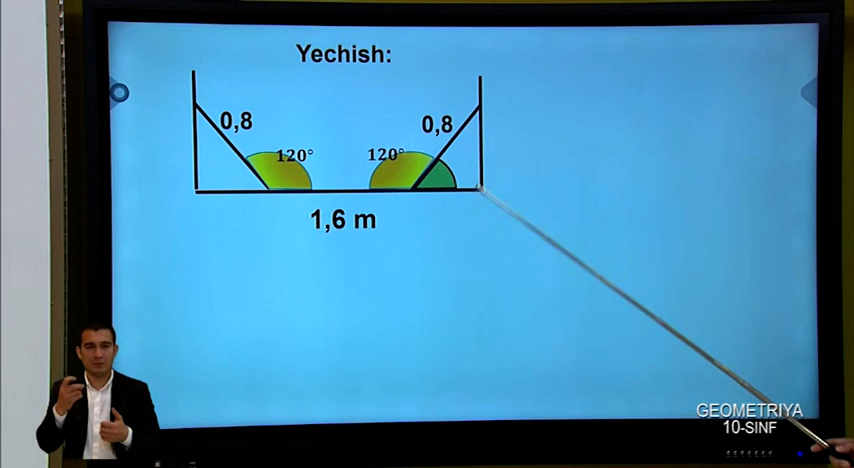 Yechish:
0,8
0,8
120°
120°
1,6 m
GEOMETRIYA
10-SINF